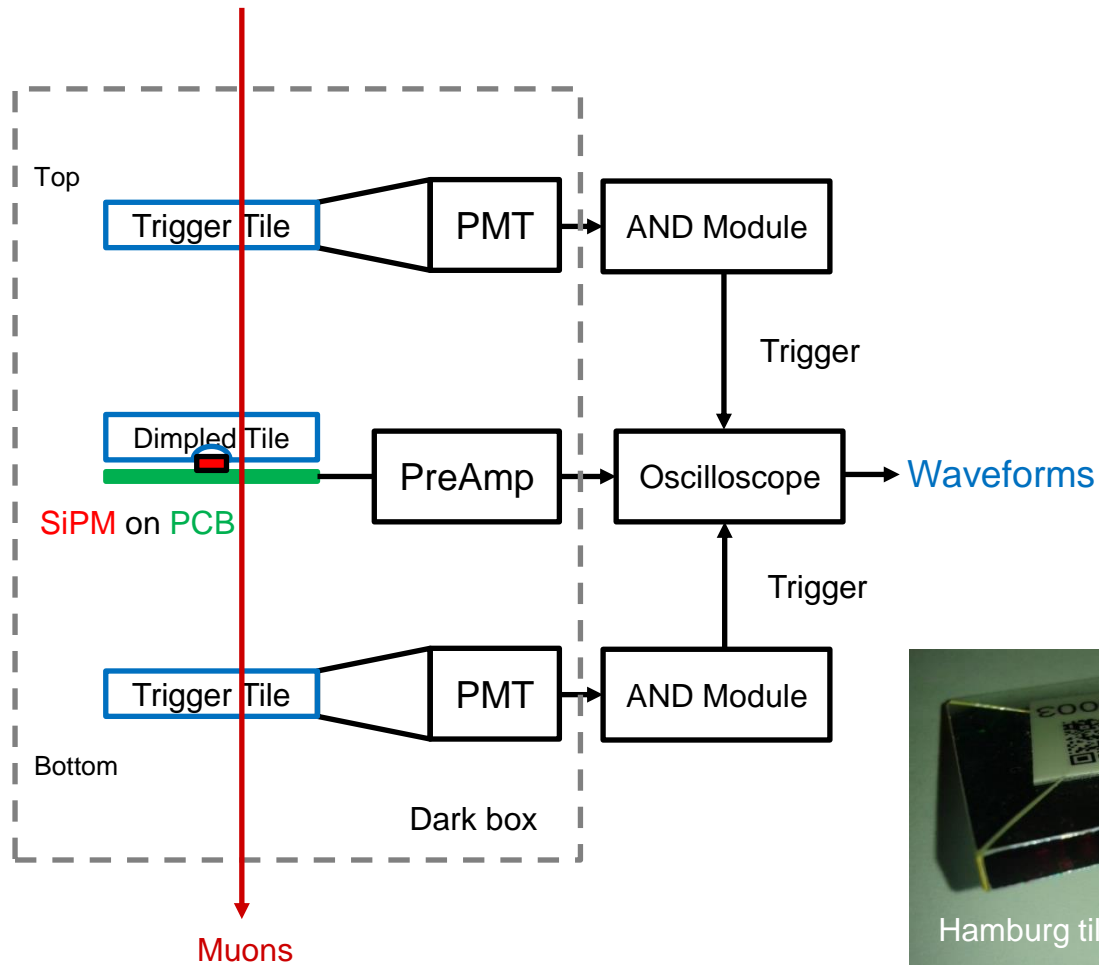 Top
Trigger Tile
PMT
AND Module
Trigger
Dimpled Tile
PreAmp
Oscilloscope
Waveforms
SiPM on PCB
Trigger
Trigger Tile
PMT
AND Module
Bottom
Dark box
Muons
Hamburg